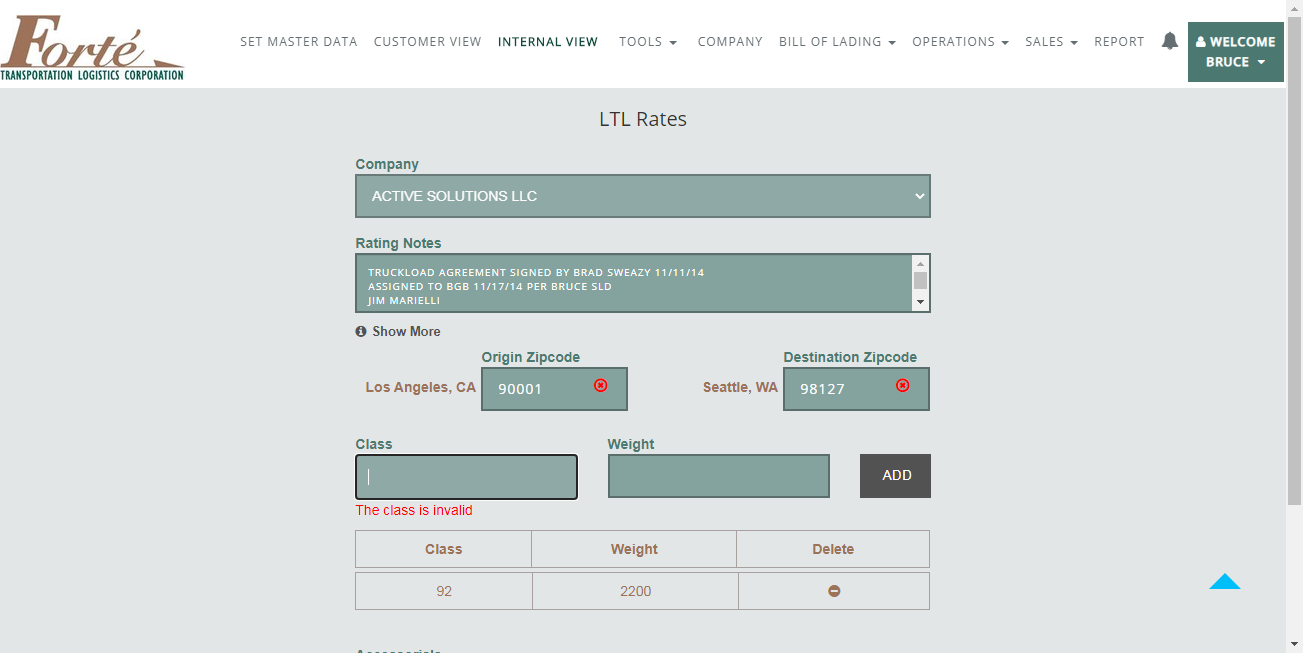 Forté
TRANSPORTATION LOGISTICS CORPORATION
SET MASTER DATA CUSTOMER VIEW INTERNAL VIEW TOOLS COMPANY BILL OF LADING OPERATIONS SALES REPORT
WELCOME
BRUCE
LTL Rates
Company
ACTIVE SOLUTIONS LLC
Rating Notes
TRUCKLOAD AGREEMENT SIGNED BY BRAD SWEAZY 11/11/14
ASSIGNED TO BGB 11/17/14 PER BRUCE SLD
JIM MARIELLI
Show More
Origin Zipcode Destination Zipcode
Los Angeles, CA 90001 Seattle, WA 98127
Class Weight
ADD
The class is invalid
Class Weight Delete
92 2200